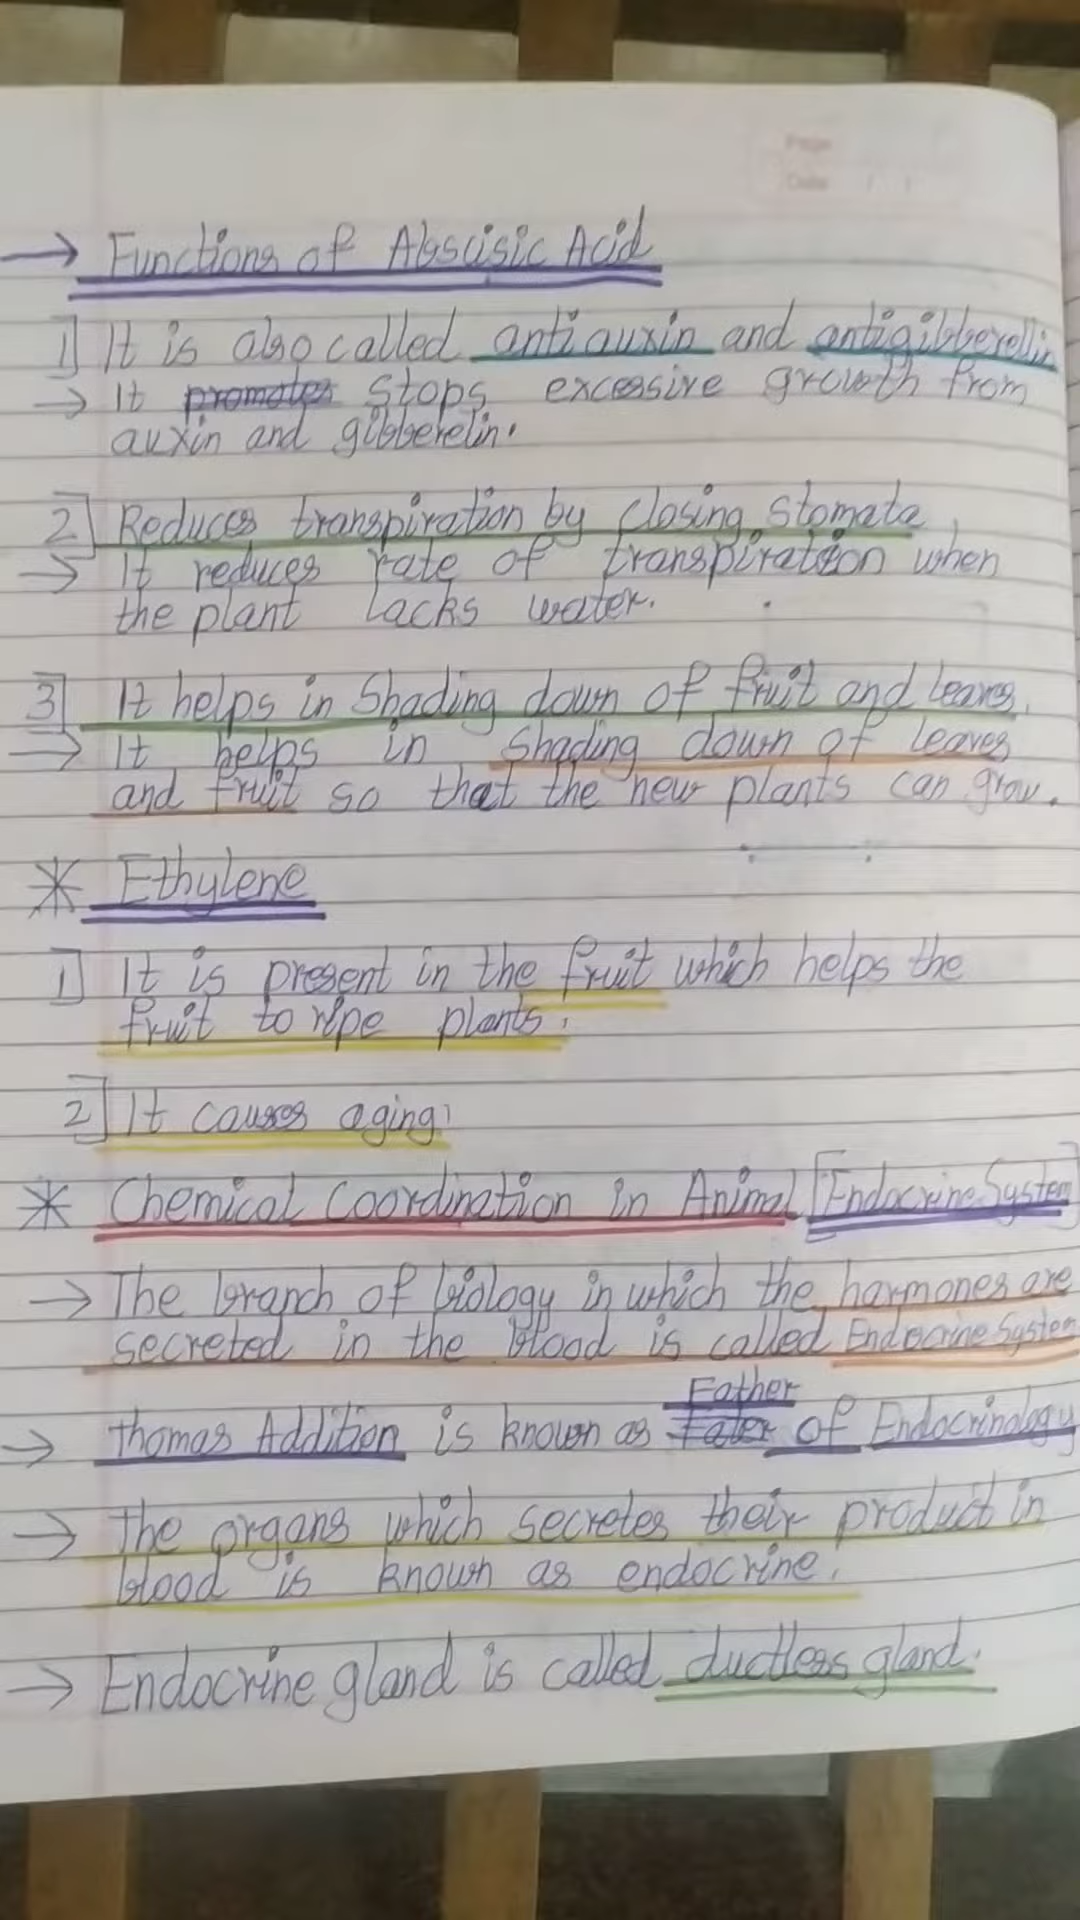 Page
Date
→ Functions of Abscisic Acid
1] It is also called antiauxin and antigibberellin
→ It promotes stops excessive growth from
auxin and gibberelin.
2] Reduces transpiration by closing stomata,
→ It reduces rate of transpiration when
the plant lacks water.
3] It helps in Shading down of fruit and leaves,
→ It helps in shading down of leaves
and fruit so that the new plants can grow.
* Ethylene
1] It is present in the fruit which helps the
fruit to ripe plants.
2] It causes aging.
* Chemical Coordination in Animal [Endocrine System]
→ The branch of biology in which the harmones are
secreted in the blood is called Endocrine System
Father
→ thomas Addition is known as Fater of Endocrinology
→ The organs which secretes their product in
blood is known as endocrine.
→ Endocrine gland is called ductless gland.